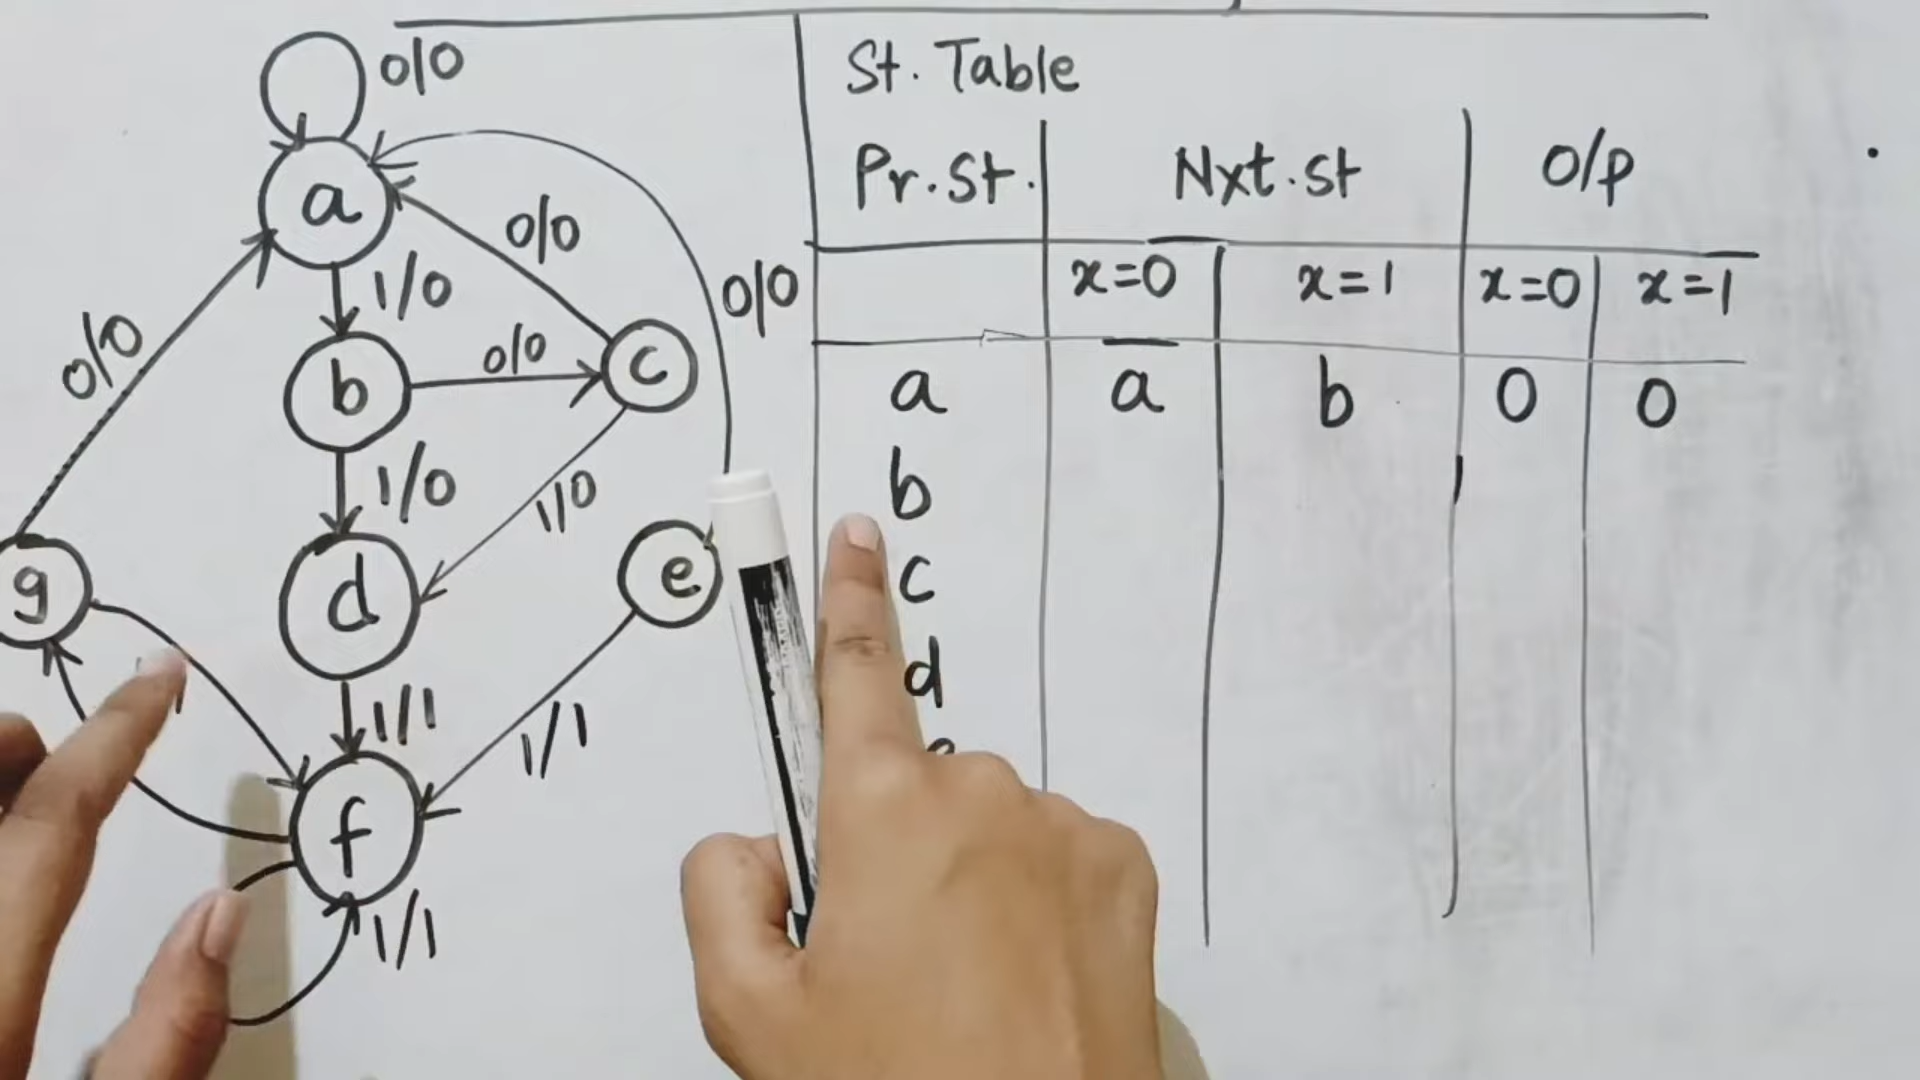 0/0
a
0/0
0/0
1/0
0/0
b
0/0
c
1/0
1/0
g
d
e
1/1
1/1
f
1/1
St. Table
Pr.St. Nxt.st O/p
x=0 x=1 x=0 x=1
a a b 0 0
b
c
d